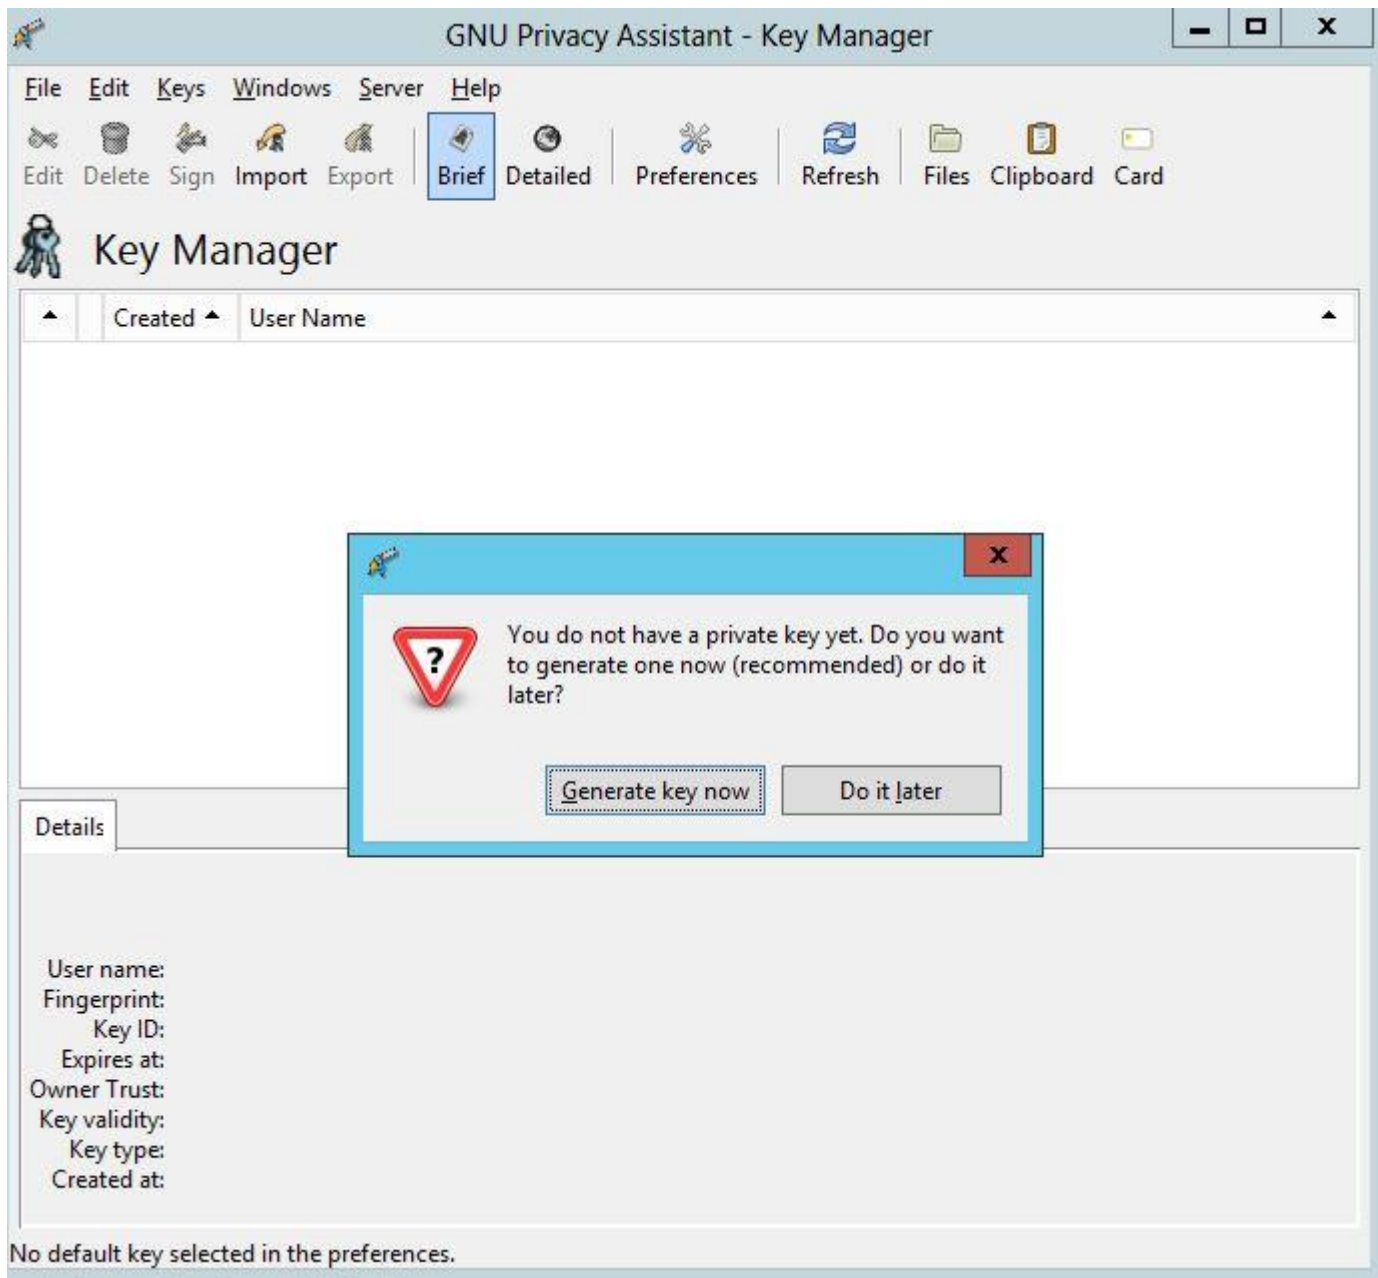 GNU Privacy Assistant - Key Manager
File Edit Keys Windows Server Help
Edit Delete Sign Import Export Brief Detailed Preferences Refresh Files Clipboard Card
Key Manager
Created User Name
You do not have a private key yet. Do you want
to generate one now (recommended) or do it
later?
Generate key now Do it later
Details
User name:
Fingerprint:
Key ID:
Expires at:
Owner Trust:
Key validity:
Key type:
Created at:
No default key selected in the preferences.